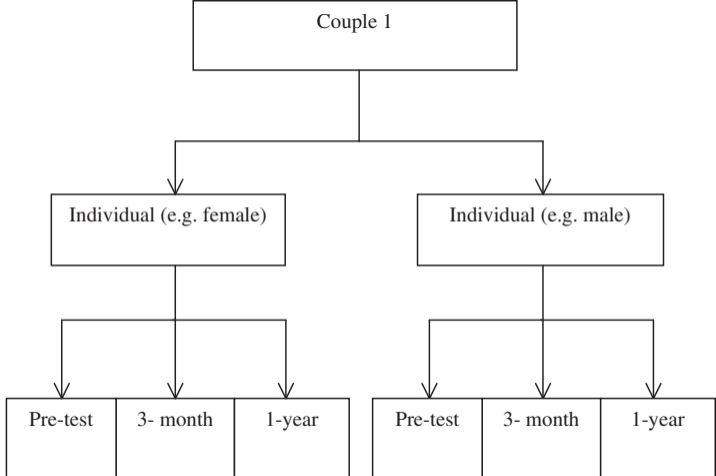 Couple 1
Individual (e.g. female)
Individual (e.g. male)
Pre-test
3- month
1-year
Pre-test
3- month
1-year